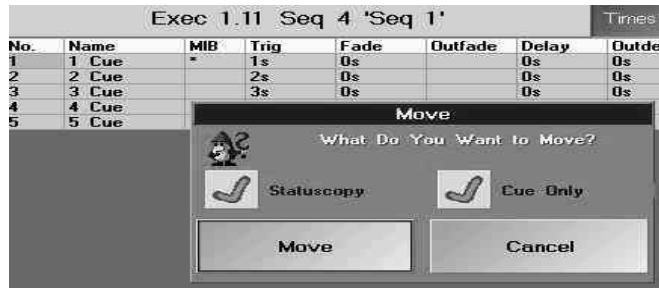 Exec 1.11 Seq 4 'Seq 1' Times
No. Name MIB Trig Fade Outfade Delay Outde
1 1 Cue * 1s 0s 0s 0s
2 2 Cue 2s 0s 0s 0s
3 3 Cue 3s 0s 0s 0s
4 4 Cue
5 5 Cue
Move
What Do You Want to Move?
Statuscopy Cue Only
Move Cancel